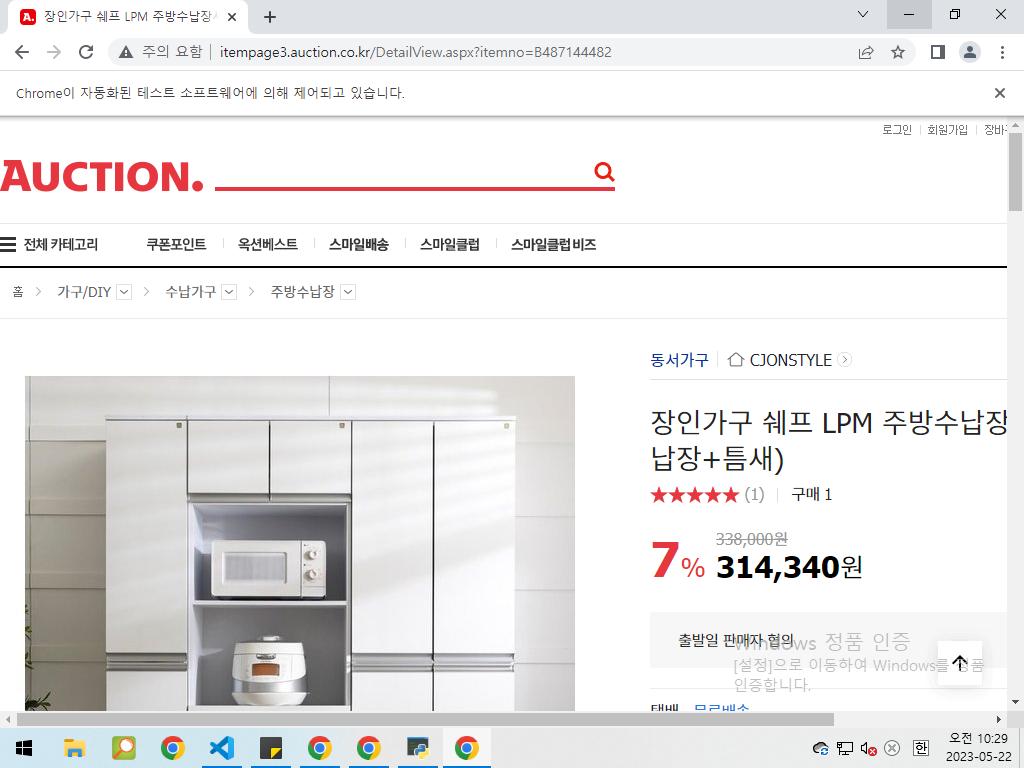 장인가구 쉐프 LPM 주방수납장
주의 요함
itempage3.auction.co.kr/DetailView.aspx?itemno=B487144482
Chrome이 자동화된 테스트 소프트웨어에 의해 제어되고 있습니다.
로그인 회원가입 장바
AUCTION.
전체 카테고리 쿠폰포인트 옥션베스트 스마일배송 스마일클럽 스마일클럽 비즈
홈 가구/DIY 수납가구 주방수납장
동서가구 CJONSTYLE
장인가구 쉐프 LPM 주방수납장
납장+틈새)
(1) 구매 1
338,000원
7% 314,340원
출발일 판매자 협의
Windows 정품 인증
[설정]으로 이동하여 Windows를 정품
인증합니다.
택배 무료배송
한
오전 10:29
2023-05-22